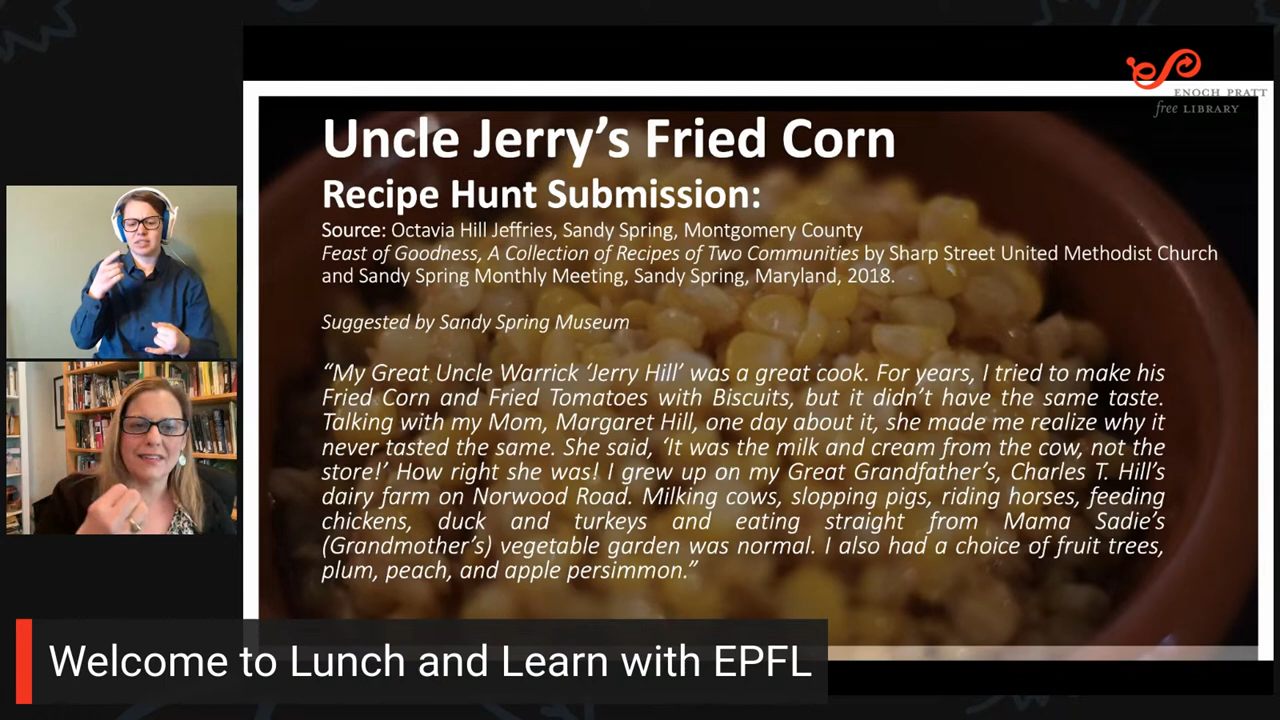 ENOCH PRATT
free LIBRARY
Uncle Jerry’s Fried Corn
Recipe Hunt Submission:
Source: Octavia Hill Jeffries, Sandy Spring, Montgomery County
Feast of Goodness, A Collection of Recipes of Two Communities by Sharp Street United Methodist Church
and Sandy Spring Monthly Meeting, Sandy Spring, Maryland, 2018.
Suggested by Sandy Spring Museum
“My Great Uncle Warrick ‘Jerry Hill’ was a great cook. For years, I tried to make his
Fried Corn and Fried Tomatoes with Biscuits, but it didn’t have the same taste.
Talking with my Mom, Margaret Hill, one day about it, she made me realize why it
never tasted the same. She said, ‘It was the milk and cream from the cow, not the
store!’ How right she was! I grew up on my Great Grandfather’s, Charles T. Hill’s
dairy farm on Norwood Road. Milking cows, slopping pigs, riding horses, feeding
chickens, duck and turkeys and eating straight from Mama Sadie’s
(Grandmother’s) vegetable garden was normal. I also had a choice of fruit trees,
plum, peach, and apple persimmon.”
Welcome to Lunch and Learn with EPFL